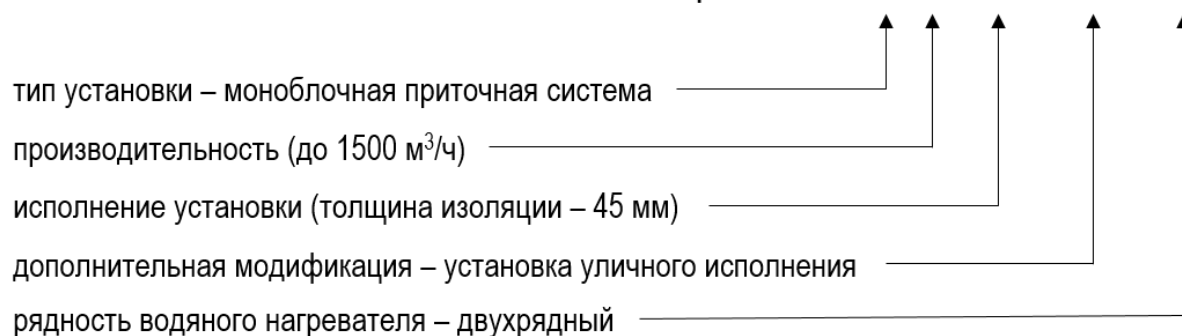 тип установки – моноблочная приточная система
производительность (до 1500 м³/ч)
исполнение установки (толщина изоляции – 45 мм)
дополнительная модификация – установка уличного исполнения
рядность водяного нагревателя – двухрядный